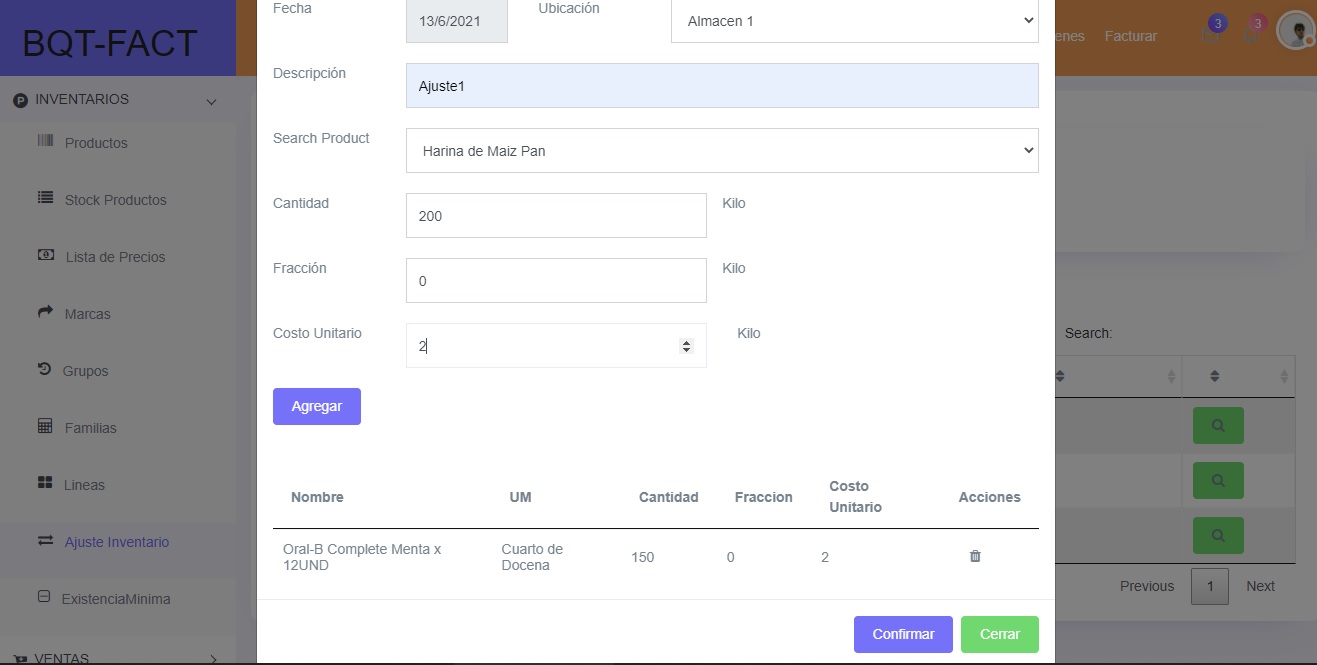 BQT-FACT
INVENTARIOS
Productos
Stock Productos
Lista de Precios
Marcas
Grupos
Familias
Lineas
Ajuste Inventario
ExistenciaMinima
VENTAS
Fecha
13/6/2021
Ubicación
Almacen 1
Descripción
Ajuste1
Search Product
Harina de Maiz Pan
Cantidad
200
Kilo
Fracción
0
Kilo
Costo Unitario
2
Kilo
Agregar
Nombre UM Cantidad Fraccion Costo
Unitario Acciones
Oral-B Complete Menta x
12UND
Cuarto de
Docena
150 0 2
Confirmar Cerrar
Facturar
3 3
Search:
Previous 1 Next